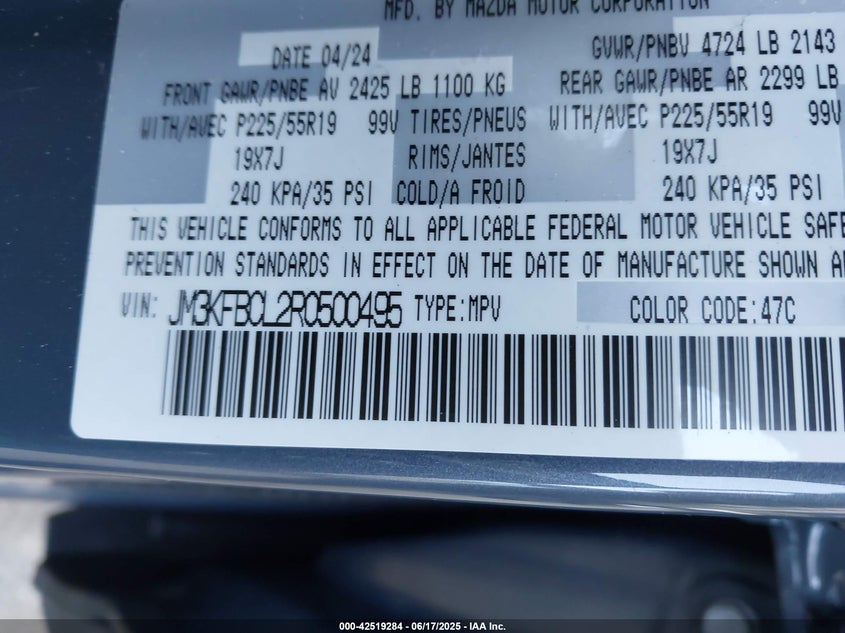 MFD. BY MAZDA MOTOR CORPORATION
DATE 04/24 GVWR/PNBV 4724 LB 2143
FRONT GAWR/PNBE AV 2425 LB 1100 KG REAR GAWR/PNBE AR 2299 LB
WITH/AVEC P225/55R19 99V TIRES/PNEUS WITH/AVEC P225/55R19 99V
19X7J RIMS/JANTES 19X7J
240 KPA/35 PSI COLD/A FROID 240 KPA/35 PSI
THIS VEHICLE CONFORMS TO ALL APPLICABLE FEDERAL MOTOR VEHICLE SAFE
PREVENTION STANDARDS IN EFFECT ON THE DATE OF MANUFACTURE SHOWN A
VIN: JM3KFBCL2R0500495 TYPE:MPV COLOR CODE:47C
000-42519284 - 06/17/2025 - IAA Inc.